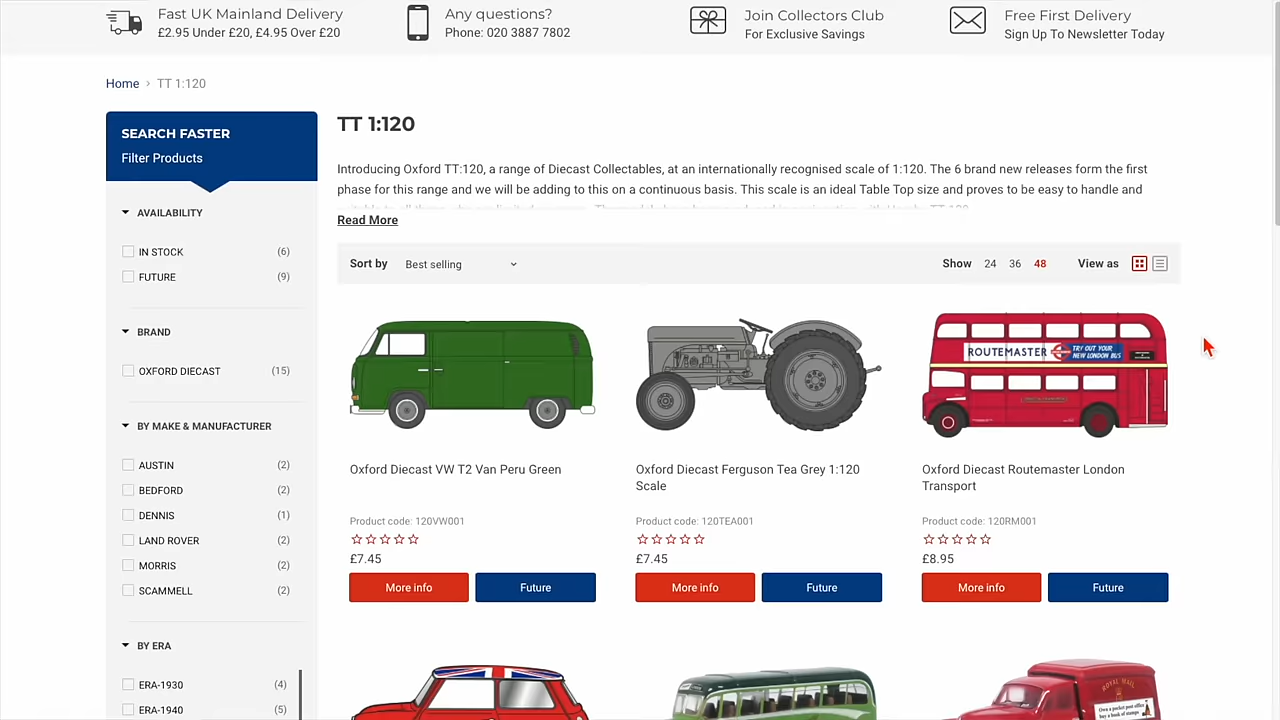 Fast UK Mainland Delivery
£2.95 Under £20, £4.95 Over £20
Any questions?
Phone: 020 3887 7802
Join Collectors Club
For Exclusive Savings
Free First Delivery
Sign Up To Newsletter Today
Home › TT 1:120
SEARCH FASTER
Filter Products
AVAILABILITY
IN STOCK (6)
FUTURE (9)
BRAND
OXFORD DIECAST (15)
BY MAKE & MANUFACTURER
AUSTIN (2)
BEDFORD (2)
DENNIS (1)
LAND ROVER (2)
MORRIS (2)
SCAMMELL (2)
BY ERA
ERA-1930 (4)
ERA-1940 (5)
TT 1:120
Introducing Oxford TT:120, a range of Diecast Collectables, at an internationally recognised scale of 1:120. The 6 brand new releases form the first
phase for this range and we will be adding to this on a continuous basis. This scale is an ideal Table Top size and proves to be easy to handle and
Read More
Sort by Best selling
Show 24 36 48 View as
ROUTEMASTER
TRY OUT YOUR
NEW LONDON BUS
Oxford Diecast VW T2 Van Peru Green
Product code: 120VW001
£7.45
More info Future
Oxford Diecast Ferguson Tea Grey 1:120
Scale
Product code: 120TEA001
£7.45
More info Future
Oxford Diecast Routemaster London
Transport
Product code: 120RM001
£8.95
More info Future
ROYAL MAIL
Own a pocket post office
buy a book of stamps